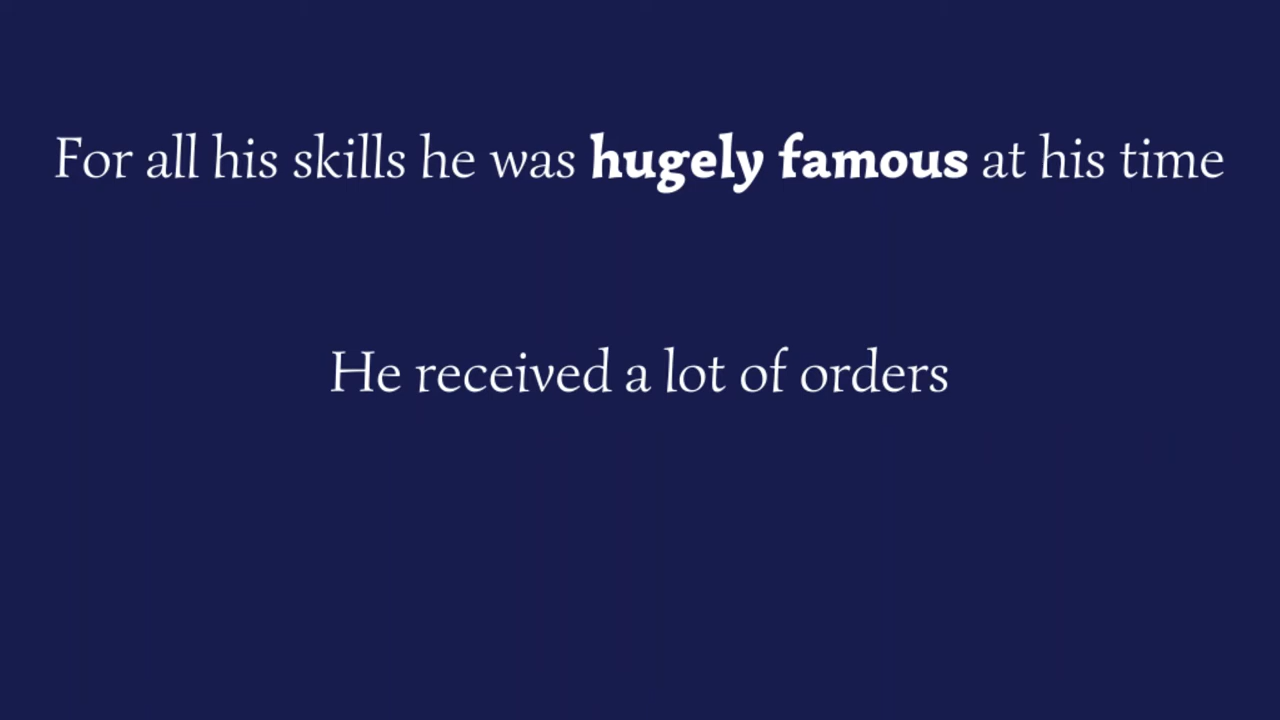 For all his skills he was hugely famous at his time
He received a lot of orders